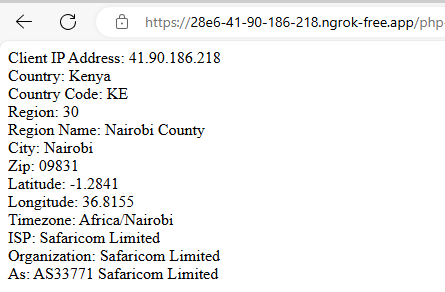 https://28e6-41-90-186-218.ngrok-free.app/php
Client IP Address: 41.90.186.218
Country: Kenya
Country Code: KE
Region: 30
Region Name: Nairobi County
City: Nairobi
Zip: 09831
Latitude: -1.2841
Longitude: 36.8155
Timezone: Africa/Nairobi
ISP: Safaricom Limited
Organization: Safaricom Limited
As: AS33771 Safaricom Limited